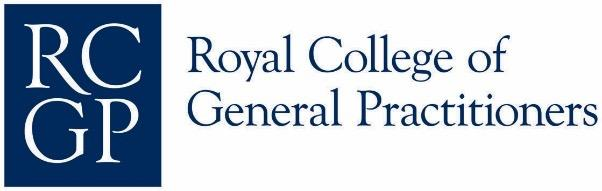 RC
GP
Royal College of
General Practitioners